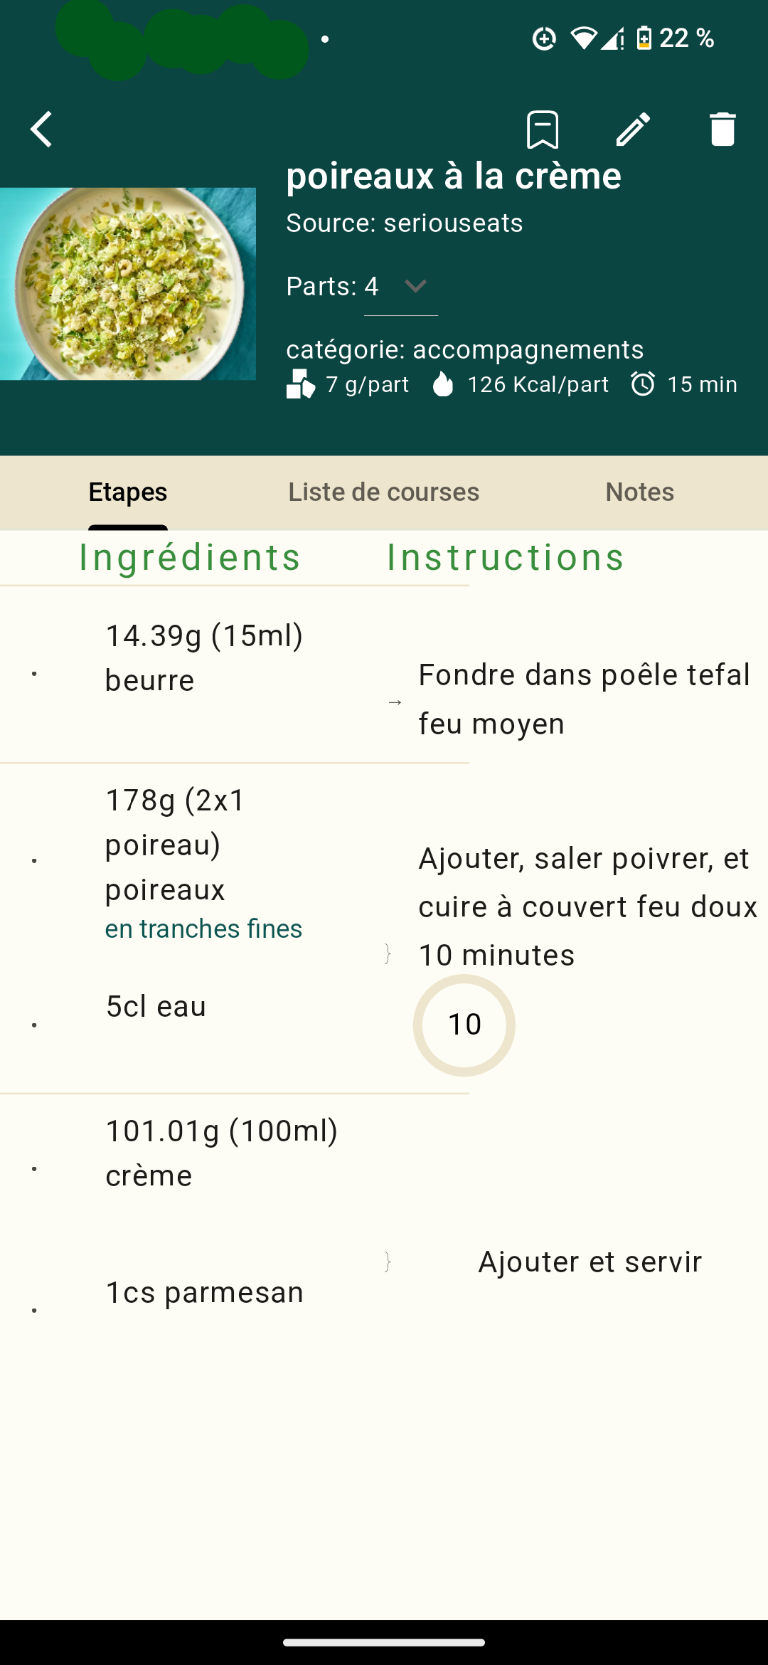 22 %
poireaux à la crème
Source: seriouseats
Parts: 4
catégorie: accompagnements
7 g/part 126 Kcal/part 15 min
Etapes Liste de courses Notes
Ingrédients Instructions
14.39g (15ml)
beurre
→ Fondre dans poêle tefal
feu moyen
178g (2x1
poireau)
poireaux
en tranches fines
5cl eau
} Ajouter, saler poivrer, et
cuire à couvert feu doux
10 minutes
10
101.01g (100ml)
crème
1cs parmesan
} Ajouter et servir